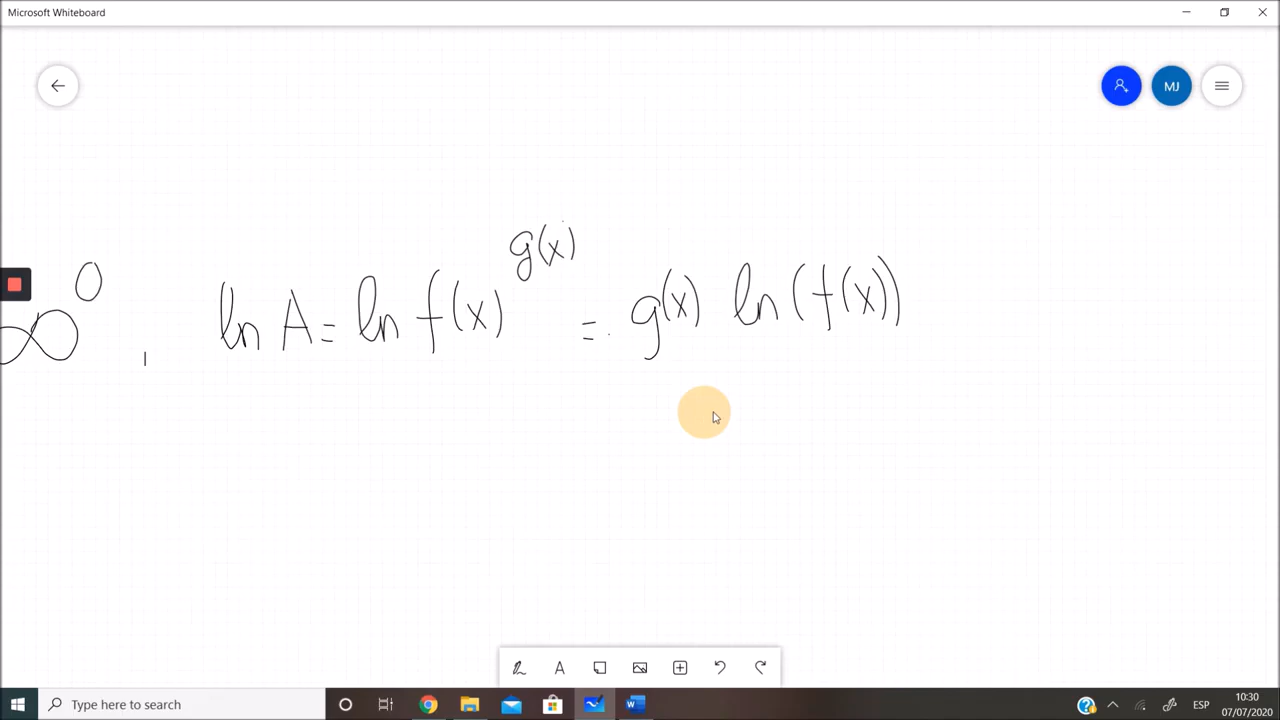 Microsoft Whiteboard
MJ
∞^0 , ln A = ln f(x)^g(x) = g(x) ln(f(x))
A
Type here to search
ESP
10:30
07/07/2020